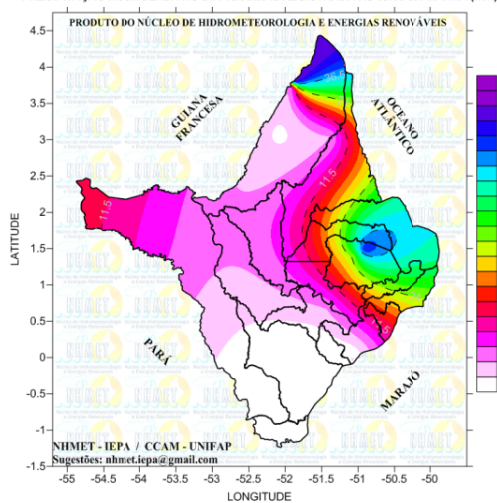 PRODUTO DO NÚCLEO DE HIDROMETEOROLOGIA E ENERGIAS RENOVÁVEIS
4.5
4
3.5
3
2.5
2
1.5
1
0.5
0
-0.5
-1
-1.5
LATITUDE
GUIANA
FRANCESA
OCEANO
ATLÂNTICO
11.5
11.5
PARÁ
MARAJÓ
NHMET - IEPA / CCAM - UNIFAP
Sugestões: nhmet.iepa@gmail.com
-55 -54.5 -54 -53.5 -53 -52.5 -52 -51.5 -51 -50.5 -50
LONGITUDE